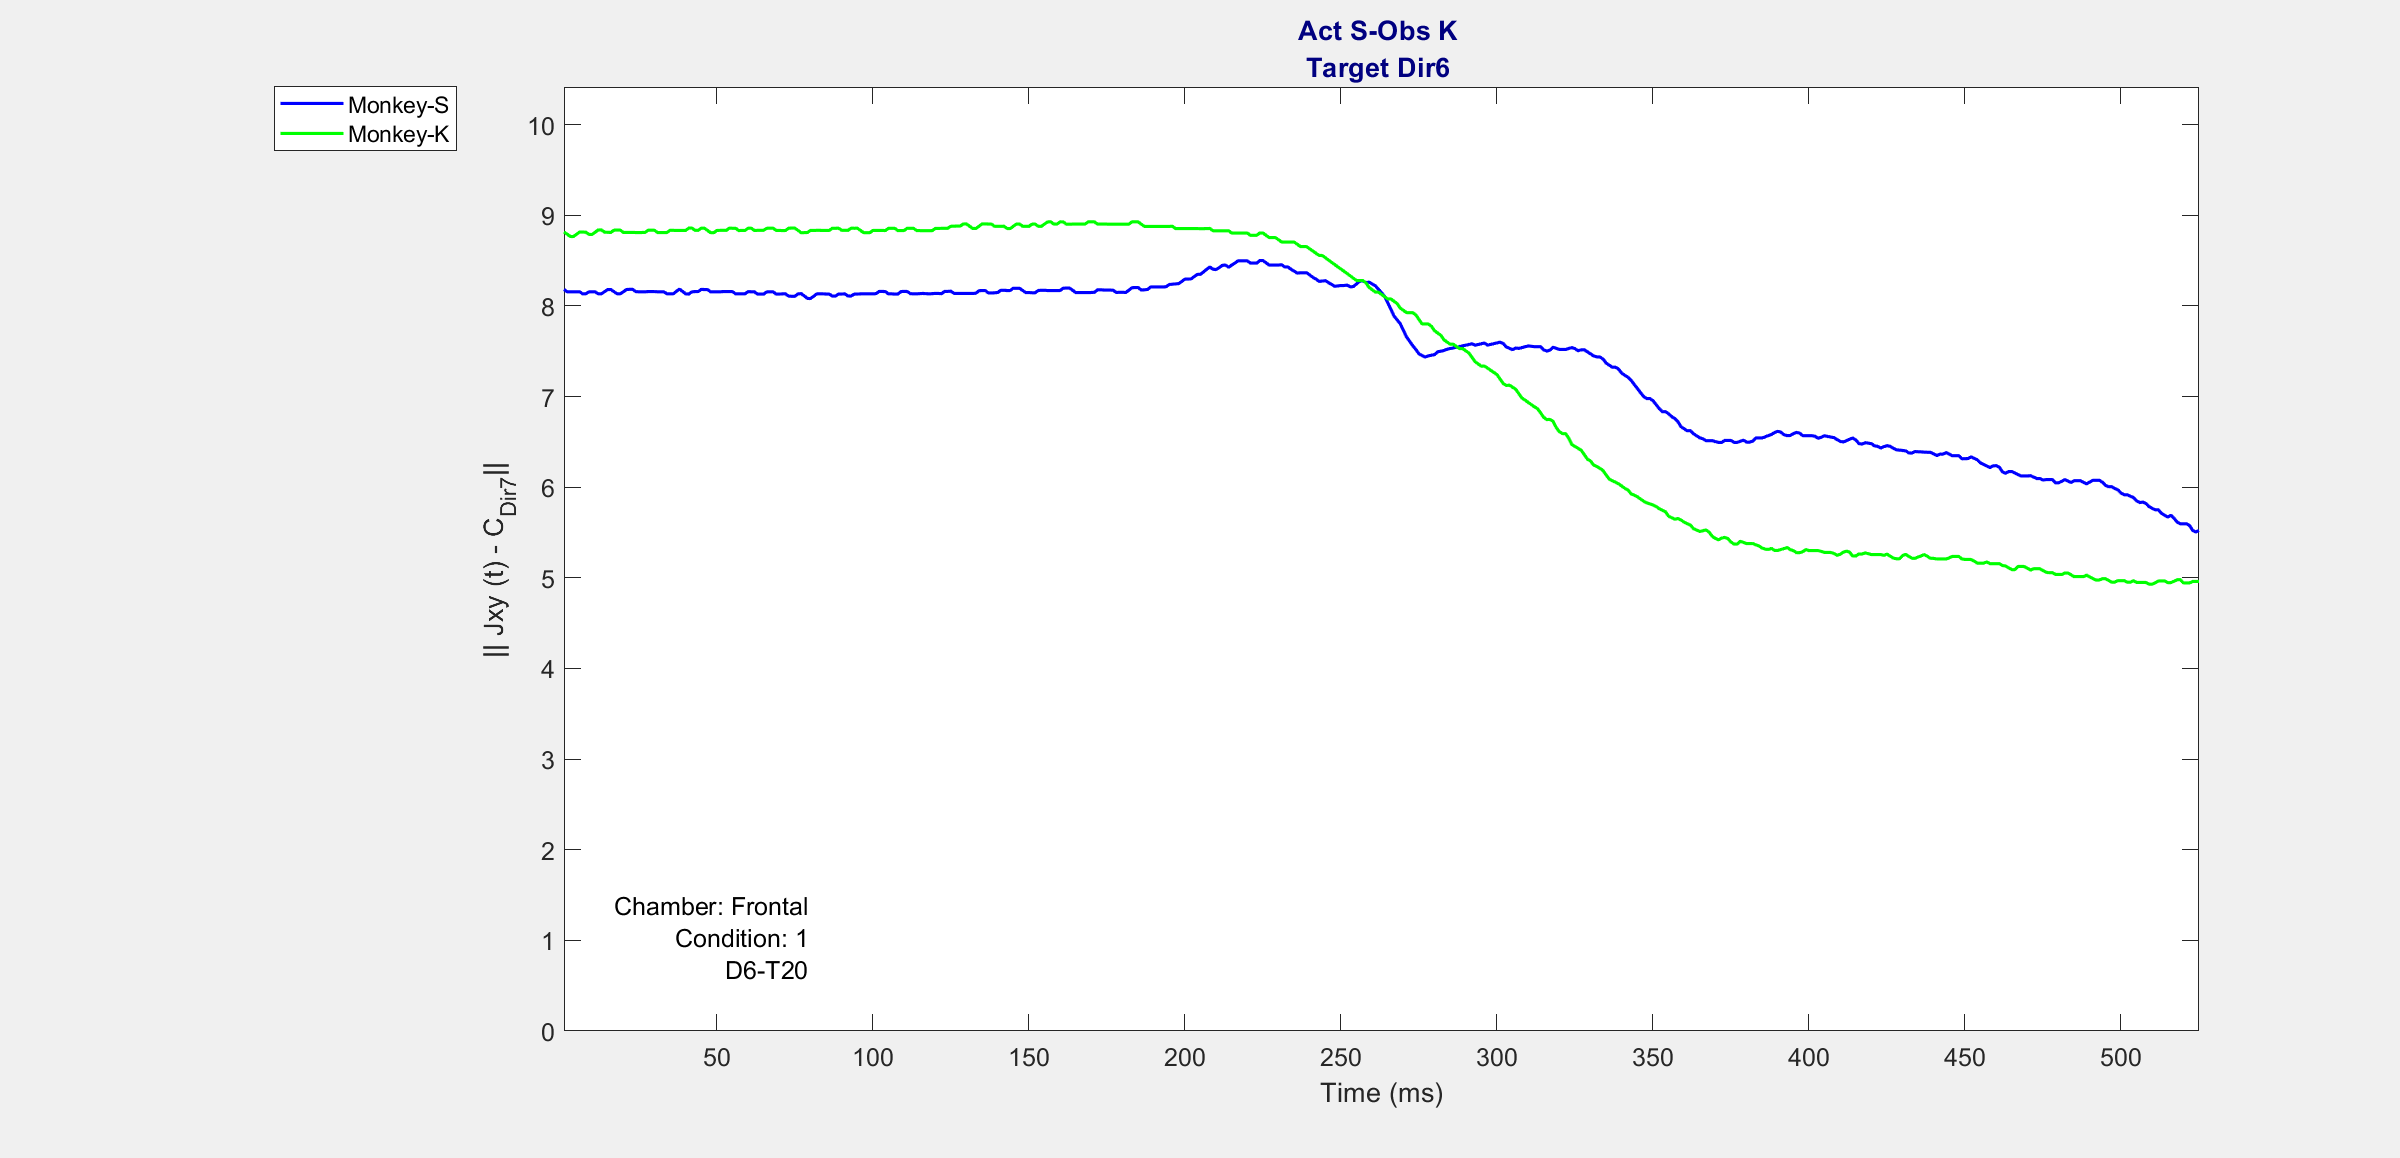 Act S-Obs K
Target Dir6
Monkey-S
Monkey-K
10
9
8
7
6
5
4
3
2
1
0
|| Jxy (t) - C_Dir7||
Chamber: Frontal
Condition: 1
D6-T20
50 100 150 200 250 300 350 400 450 500
Time (ms)